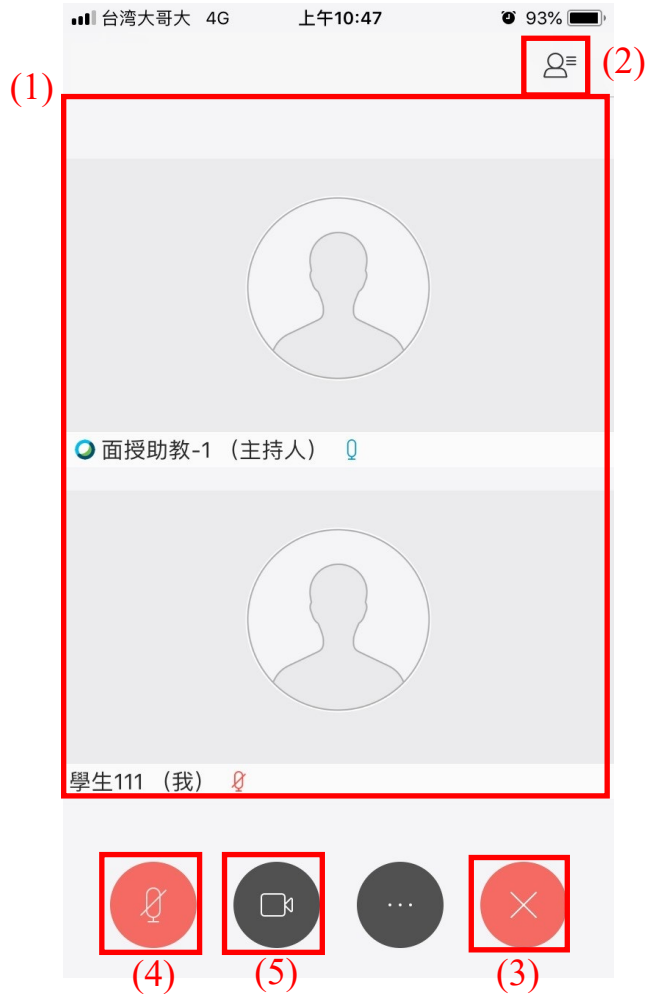 台湾大哥大 4G 上午10:47 93%
(2)
(1)
面授助教-1 （主持人）
學生111 （我）
(4) (5) (3)